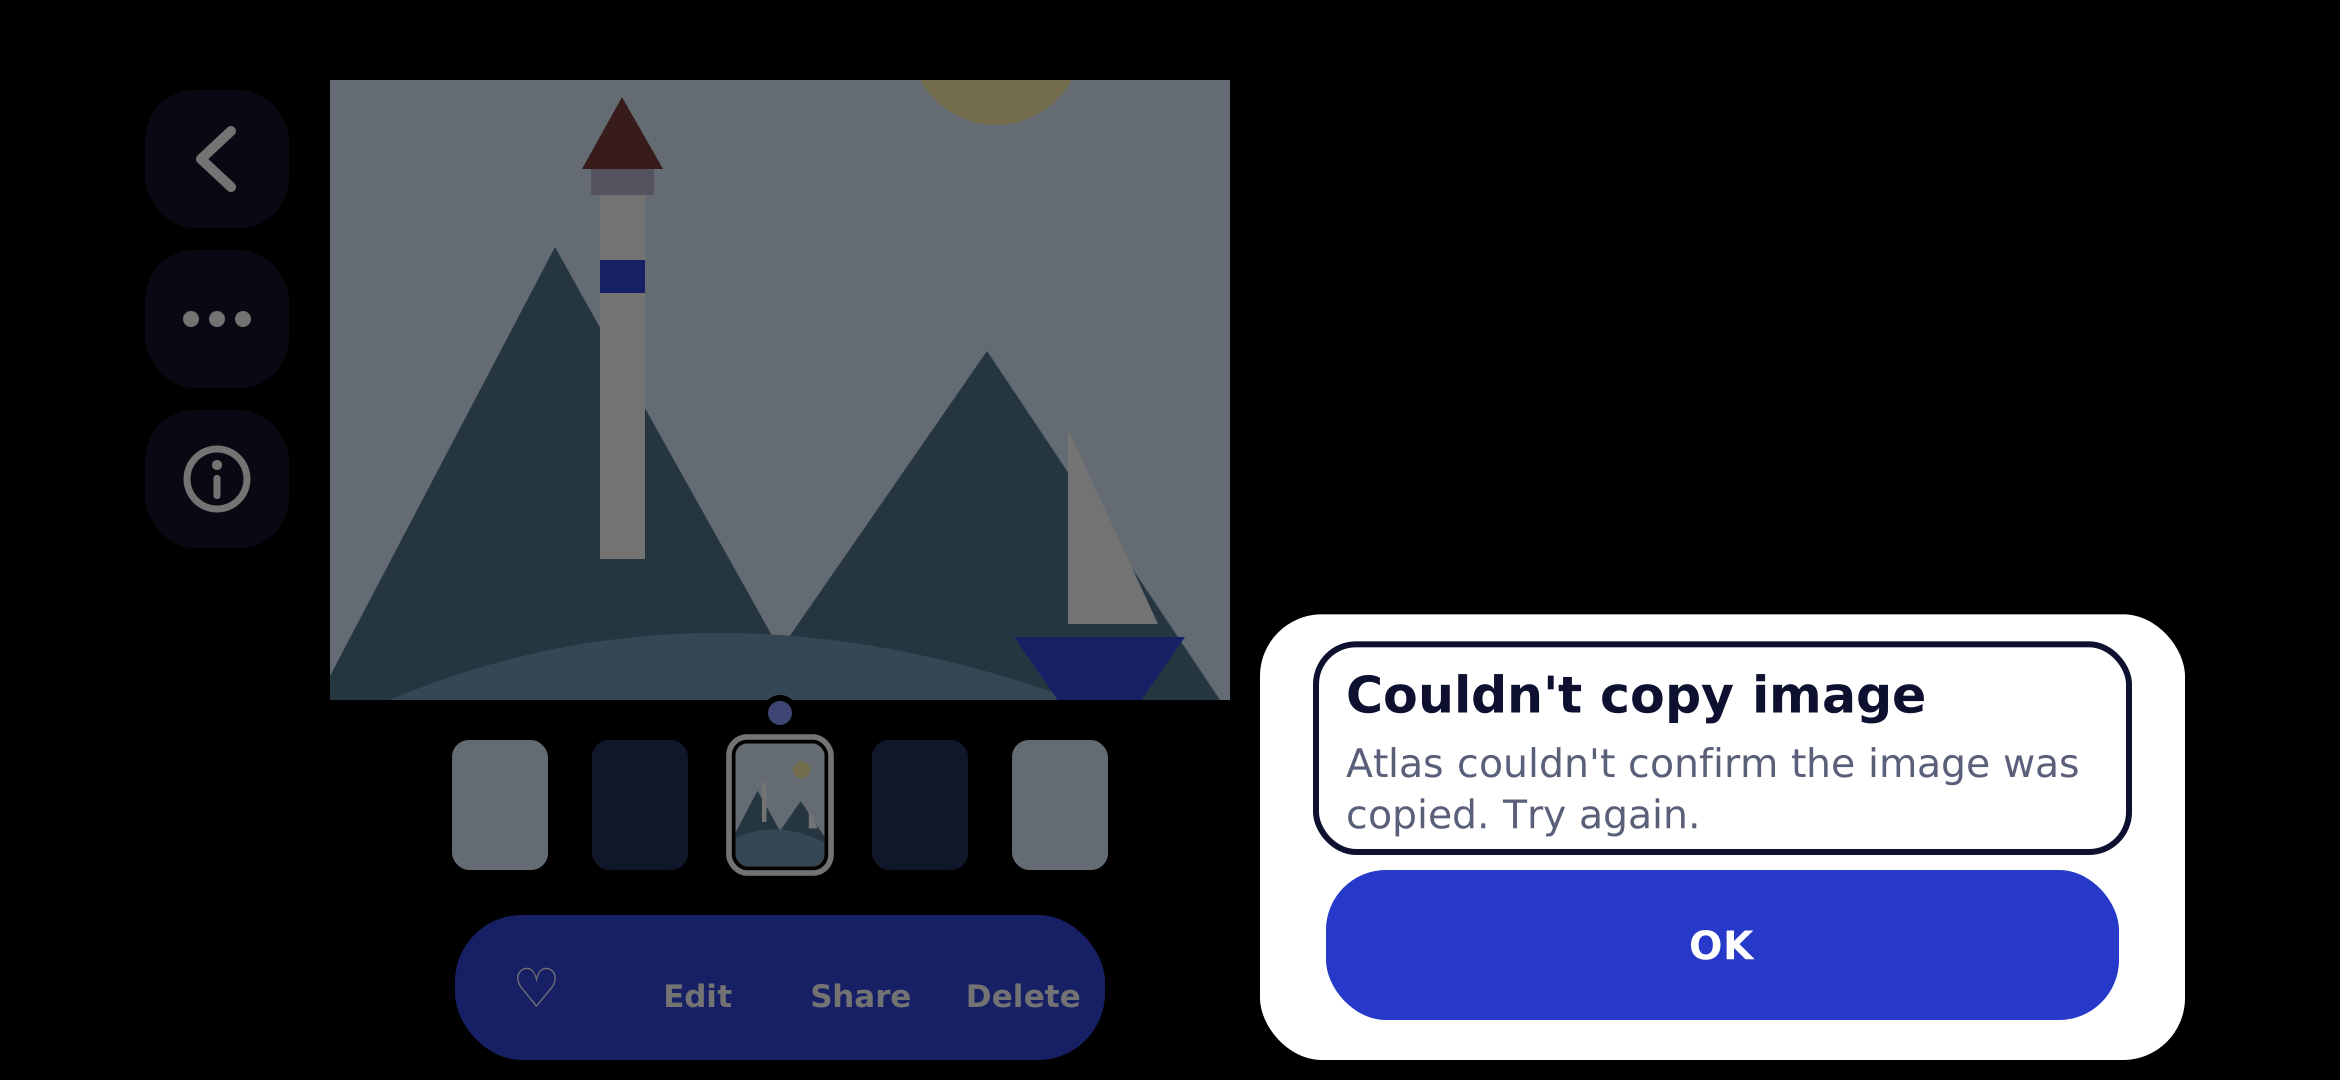 Couldn't copy image
Atlas couldn't confirm the image was
copied. Try again.
OK
Edit
Share
Delete